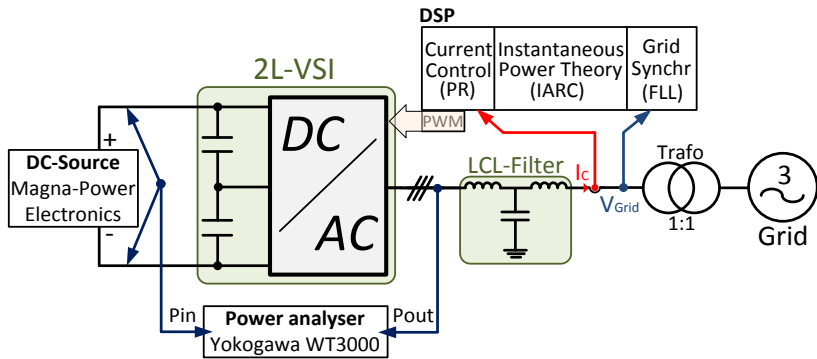 DSP
Current
Control
(PR)
Instantaneous
Power Theory
(IARC)
Grid
Synchr
(FLL)
2L-VSI
PWM
+
DC-Source
Magna-Power
Electronics
-
DC
AC
LCL-Filter
Ic
VGrid
Trafo
1:1
3
Grid
Pin
Power analyser
Yokogawa WT3000
Pout